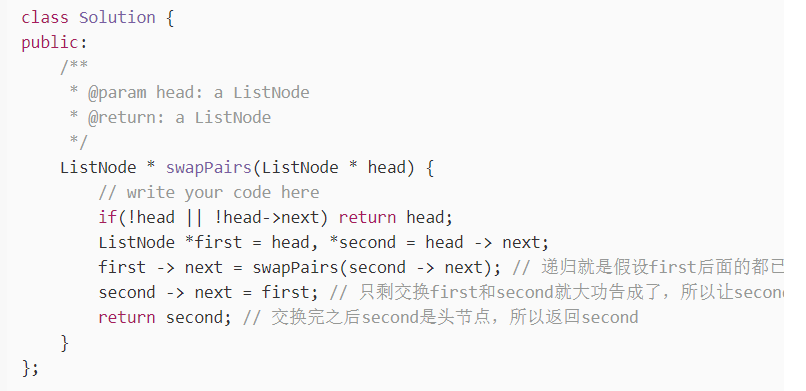 class Solution {
public:
    /**
     * @param head: a ListNode
     * @return: a ListNode
     */
    ListNode * swapPairs(ListNode * head) {
        // write your code here
        if(!head || !head->next) return head;
        ListNode *first = head, *second = head -> next;
        first -> next = swapPairs(second -> next); // 递归就是假设first后面的都已
        second -> next = first; // 只剩交换first和second就大功告成了，所以让secon
        return second; // 交换完之后second是头节点，所以返回second
    }
};